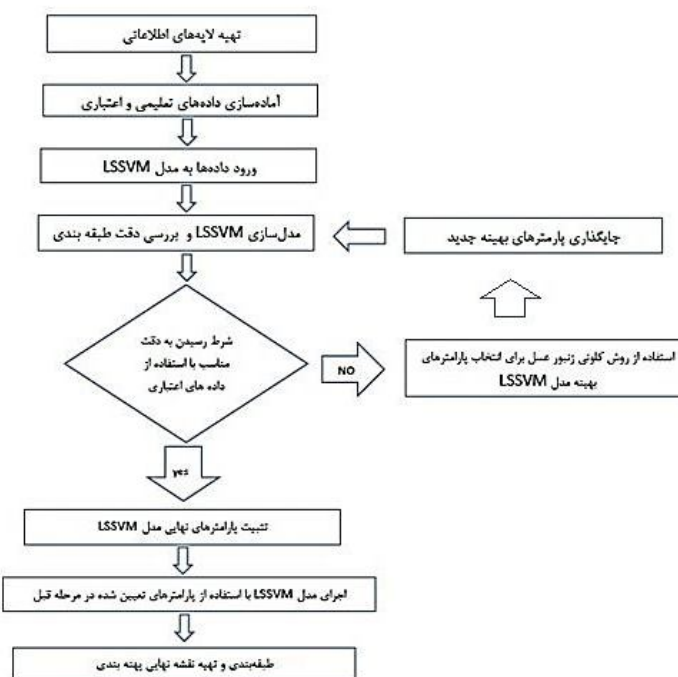 تهیه لایه‌های اطلاعاتی
آماده‌سازی داده‌های تعلیمی و اعتباری
ورود داده‌ها به مدل LSSVM
مدل‌سازی LSSVM و بررسی دقت طبقه بندی
جایگذاری پارمترهای بهینه جدید
شرط رسیدن به دقت
مناسب با استفاده از
داده های اعتباری
NO
استفاده از روش کلونی زنبور عسل برای انتخاب پارامترهای
بهینه مدل LSSVM
yes
تثبیت پارامترهای نهایی مدل LSSVM
اجرای مدل LSSVM با استفاده از پارامترهای تعیین شده در مرحله قبل
طبقه‌بندی و تهیه نقشه نهایی پهنه بندی